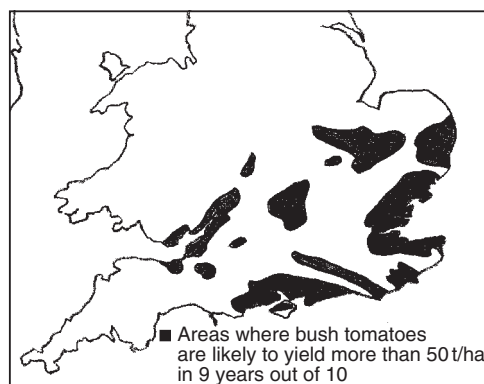 ■ Areas where bush tomatoes
are likely to yield more than 50 t/ha
in 9 years out of 10